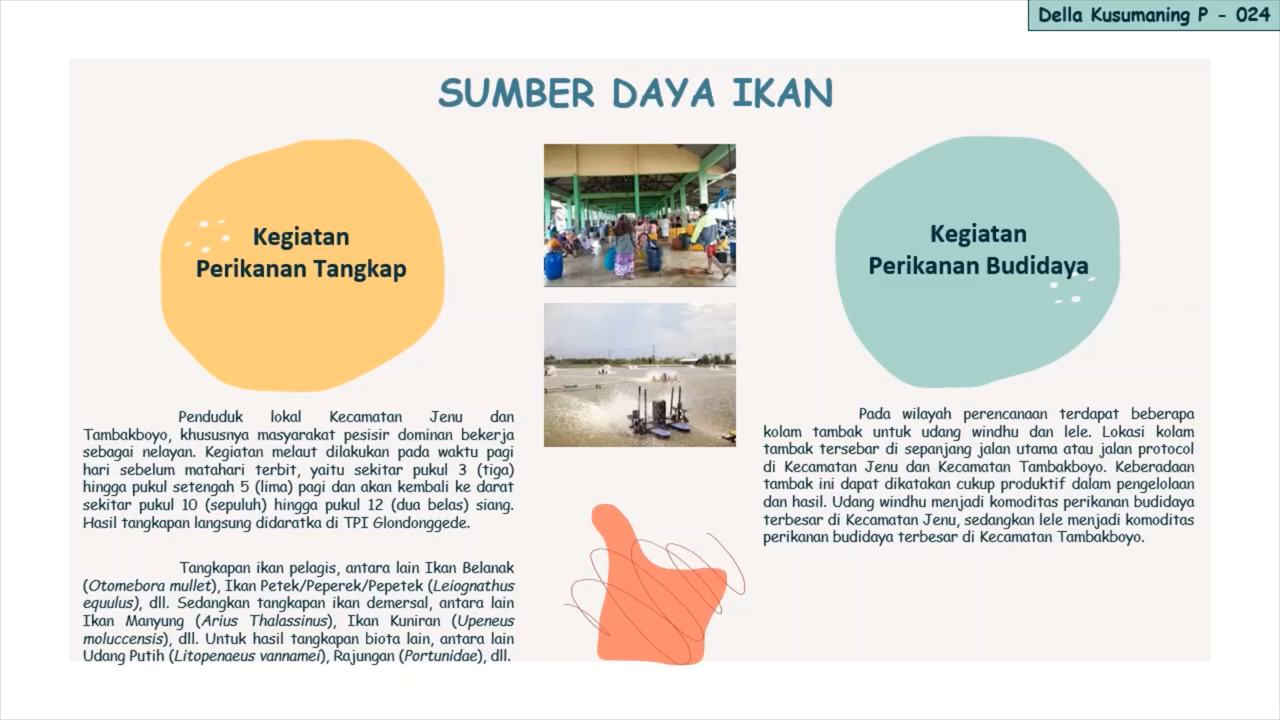 Della Kusumaning P - 024
SUMBER DAYA IKAN
Kegiatan
Perikanan Tangkap
Penduduk lokal Kecamatan Jenu dan
Tambakboyo, khususnya masyarakat pesisir dominan bekerja
sebagai nelayan. Kegiatan melaut dilakukan pada waktu pagi
hari sebelum matahari terbit, yaitu sekitar pukul 3 (tiga)
hingga pukul setengah 5 (lima) pagi dan akan kembali ke darat
sekitar pukul 10 (sepuluh) hingga pukul 12 (dua belas) siang.
Hasil tangkapan langsung didaratka di TPI Glondonggede.
Tangkapan ikan pelagis, antara lain Ikan Belanak
(Otomebora mullet), Ikan Petek/Peperek/Pepetek (Leiognathus
equulus), dll. Sedangkan tangkapan ikan demersal, antara lain
Ikan Manyung (Arius Thalassinus), Ikan Kuniran (Upeneus
moluccensis), dll. Untuk hasil tangkapan biota lain, antara lain
Udang Putih (Litopenaeus vannamei), Rajungan (Portunidae), dll.
Kegiatan
Perikanan Budidaya
Pada wilayah perencanaan terdapat beberapa
kolam tambak untuk udang windhu dan lele. Lokasi kolam
tambak tersebar di sepanjang jalan utama atau jalan protocol
di Kecamatan Jenu dan Kecamatan Tambakboyo. Keberadaan
tambak ini dapat dikatakan cukup produktif dalam pengelolaan
dan hasil. Udang windhu menjadi komoditas perikanan budidaya
terbesar di Kecamatan Jenu, sedangkan lele menjadi komoditas
perikanan budidaya terbesar di Kecamatan Tambakboyo.